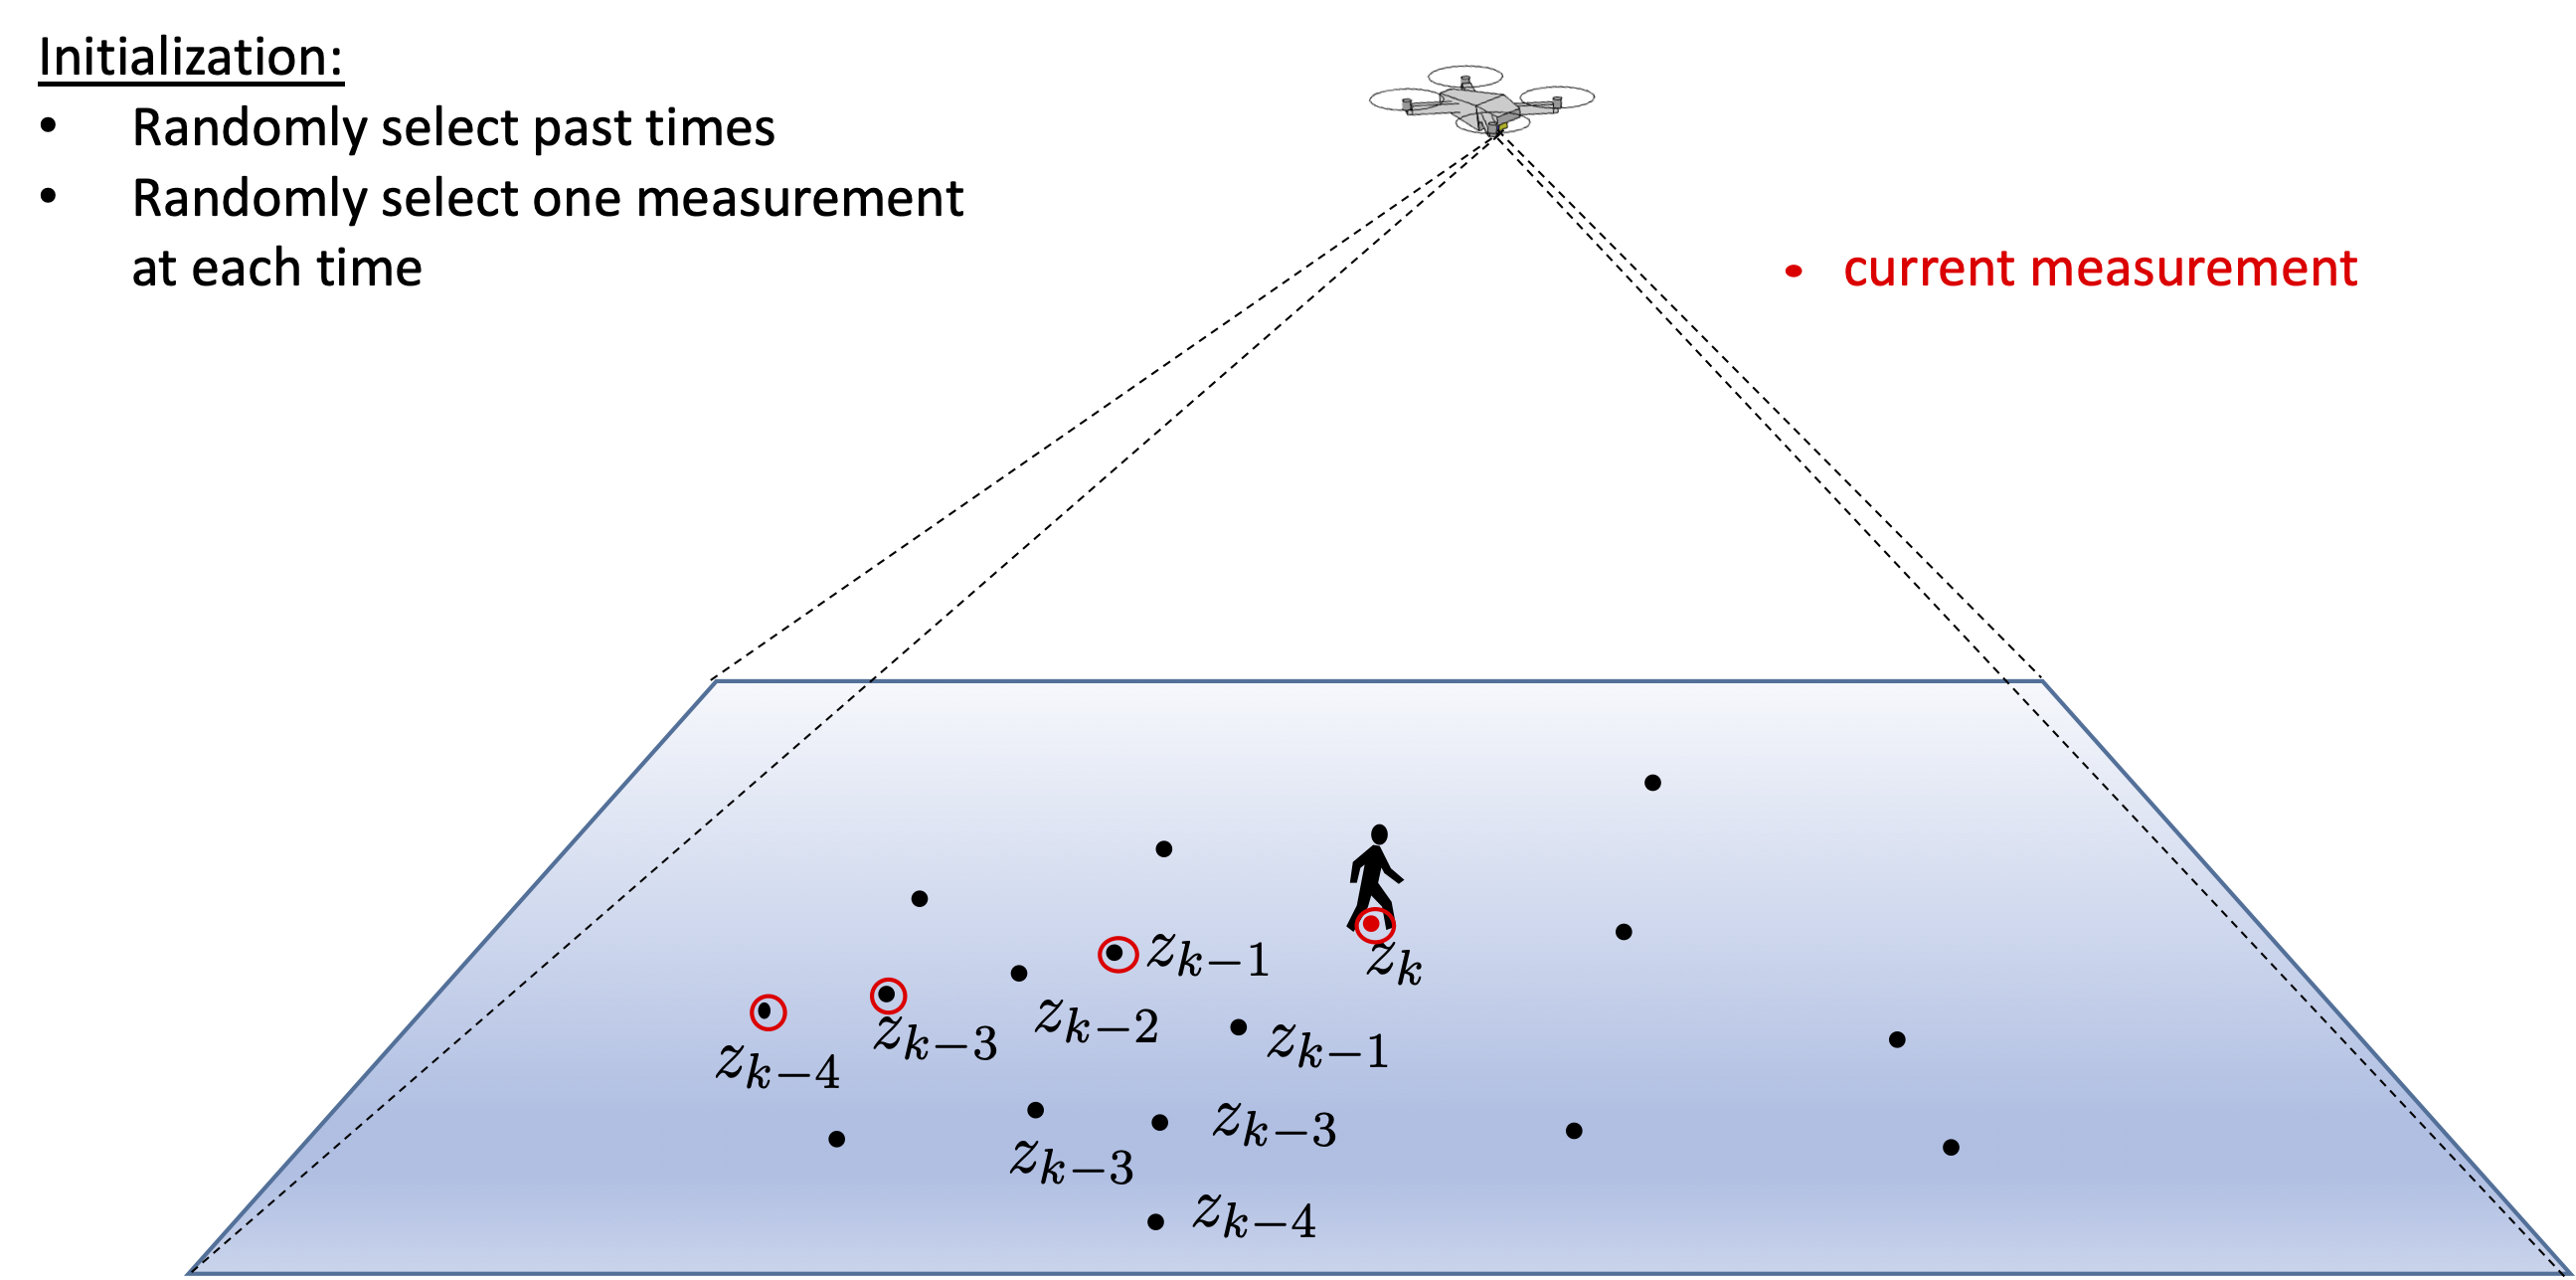 Initialization:
• Randomly select past times
• Randomly select one measurement
at each time
• current measurement
z_{k-1}
z_k
z_{k-2}
z_{k-3}
z_{k-1}
z_{k-4}
z_{k-3}
z_{k-3}
z_{k-4}